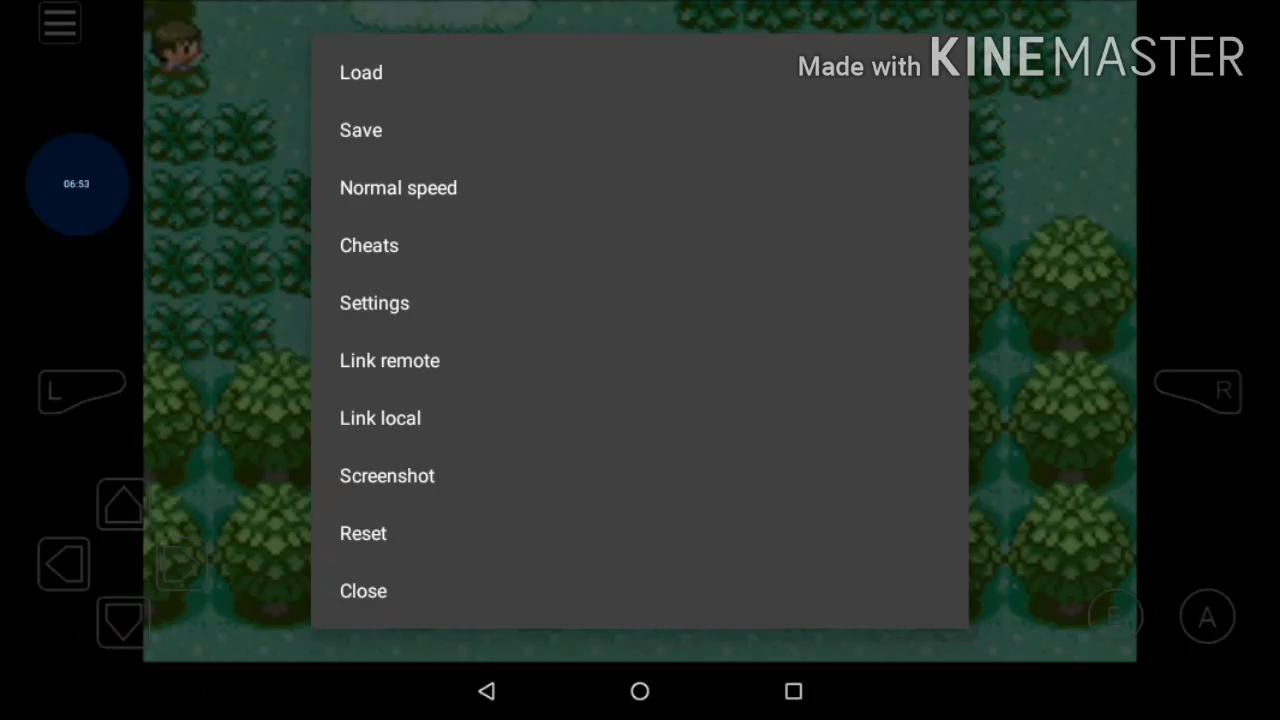 Made with KINEMASTER
Load
Save
06:53
Normal speed
Cheats
Settings
Link remote
L
R
Link local
Screenshot
Reset
Close
B
A